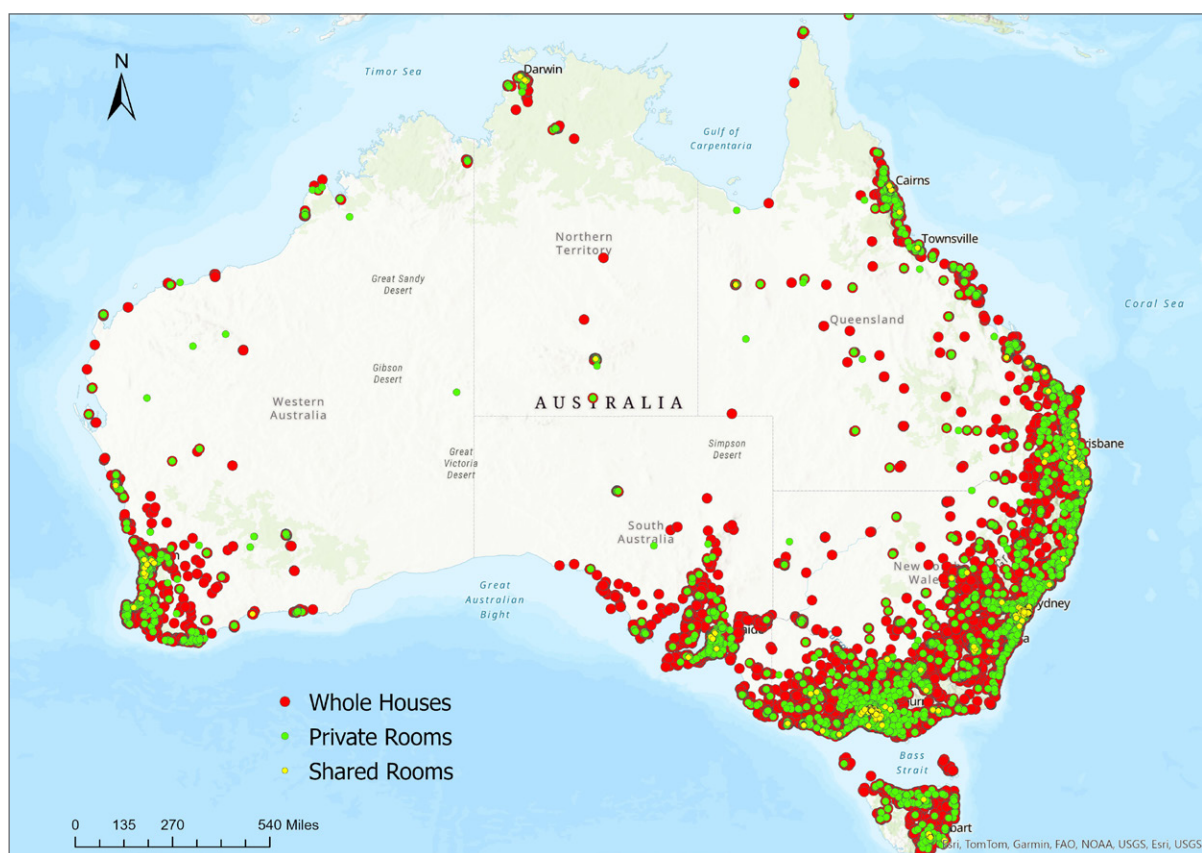 N
Timor Sea
Darwin
Gulf of
Carpentaria
Cairns
Northern
Territory
Townsville
Great Sandy
Desert
Coral Sea
Queensland
Gibson
Desert
Western
Australia
AUSTRALIA
Great
Victoria
Desert
Simpson
Desert
risbane
South
Australia
New
Wale
Great
Australian
Bight
ydney
aide
Whole Houses
Private Rooms
Shared Rooms
Bass
Strait
bart
0 135 270 540 Miles
Esri, TomTom, Garmin, FAO, NOAA, USGS, Esri, USGS